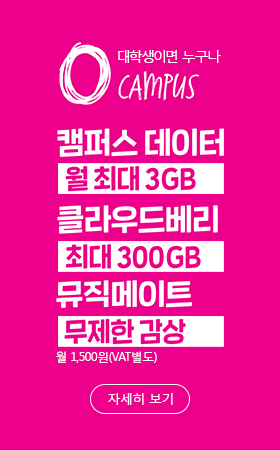 대학생이면 누구나
O CAMPUS
캠퍼스 데이터
월 최대 3GB
클라우드베리
최대 300GB
뮤직메이트
무제한 감상
월 1,500원(VAT별도)
자세히 보기